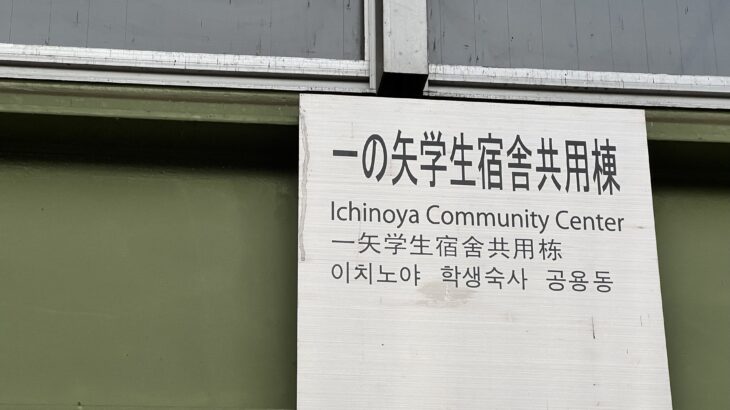 一の矢学生宿舎共用棟
Ichinoya Community Center
一矢学生宿舍共用栋
이치노야 학생숙사 공용동